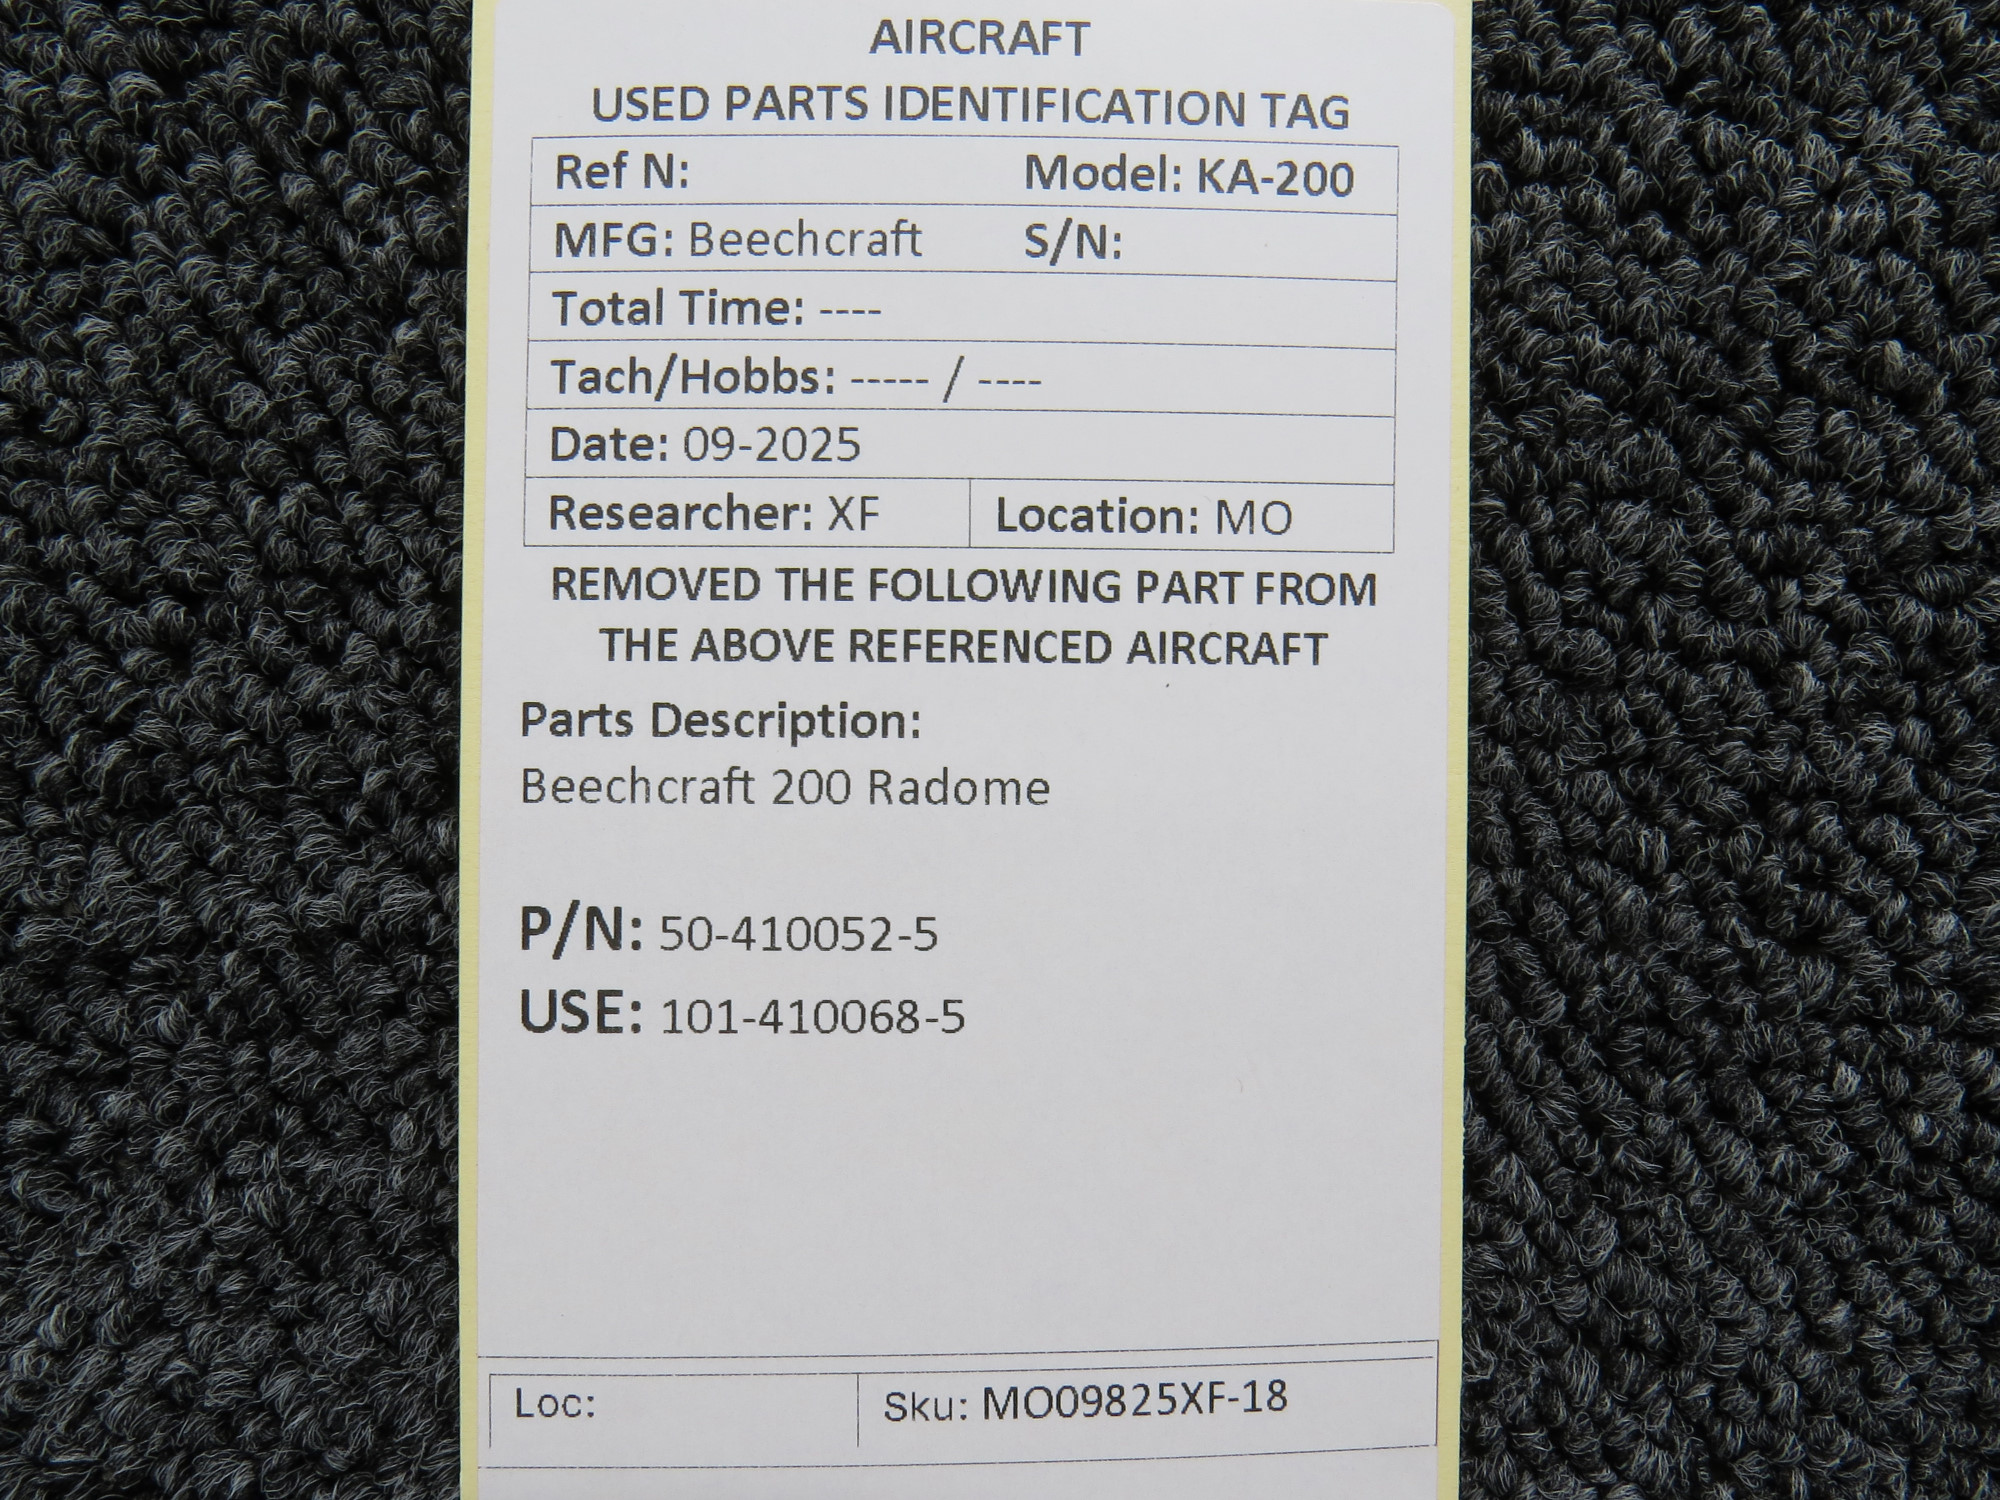 AIRCRAFT
USED PARTS IDENTIFICATION TAG
Ref N: Model: KA-200
MFG: Beechcraft S/N:
Total Time: ----
Tach/Hobbs: ----- / ----
Date: 09-2025
Researcher: XF Location: MO
REMOVED THE FOLLOWING PART FROM
THE ABOVE REFERENCED AIRCRAFT
Parts Description:
Beechcraft 200 Radome
P/N: 50-410052-5
USE: 101-410068-5
Loc: Sku: MO09825XF-18